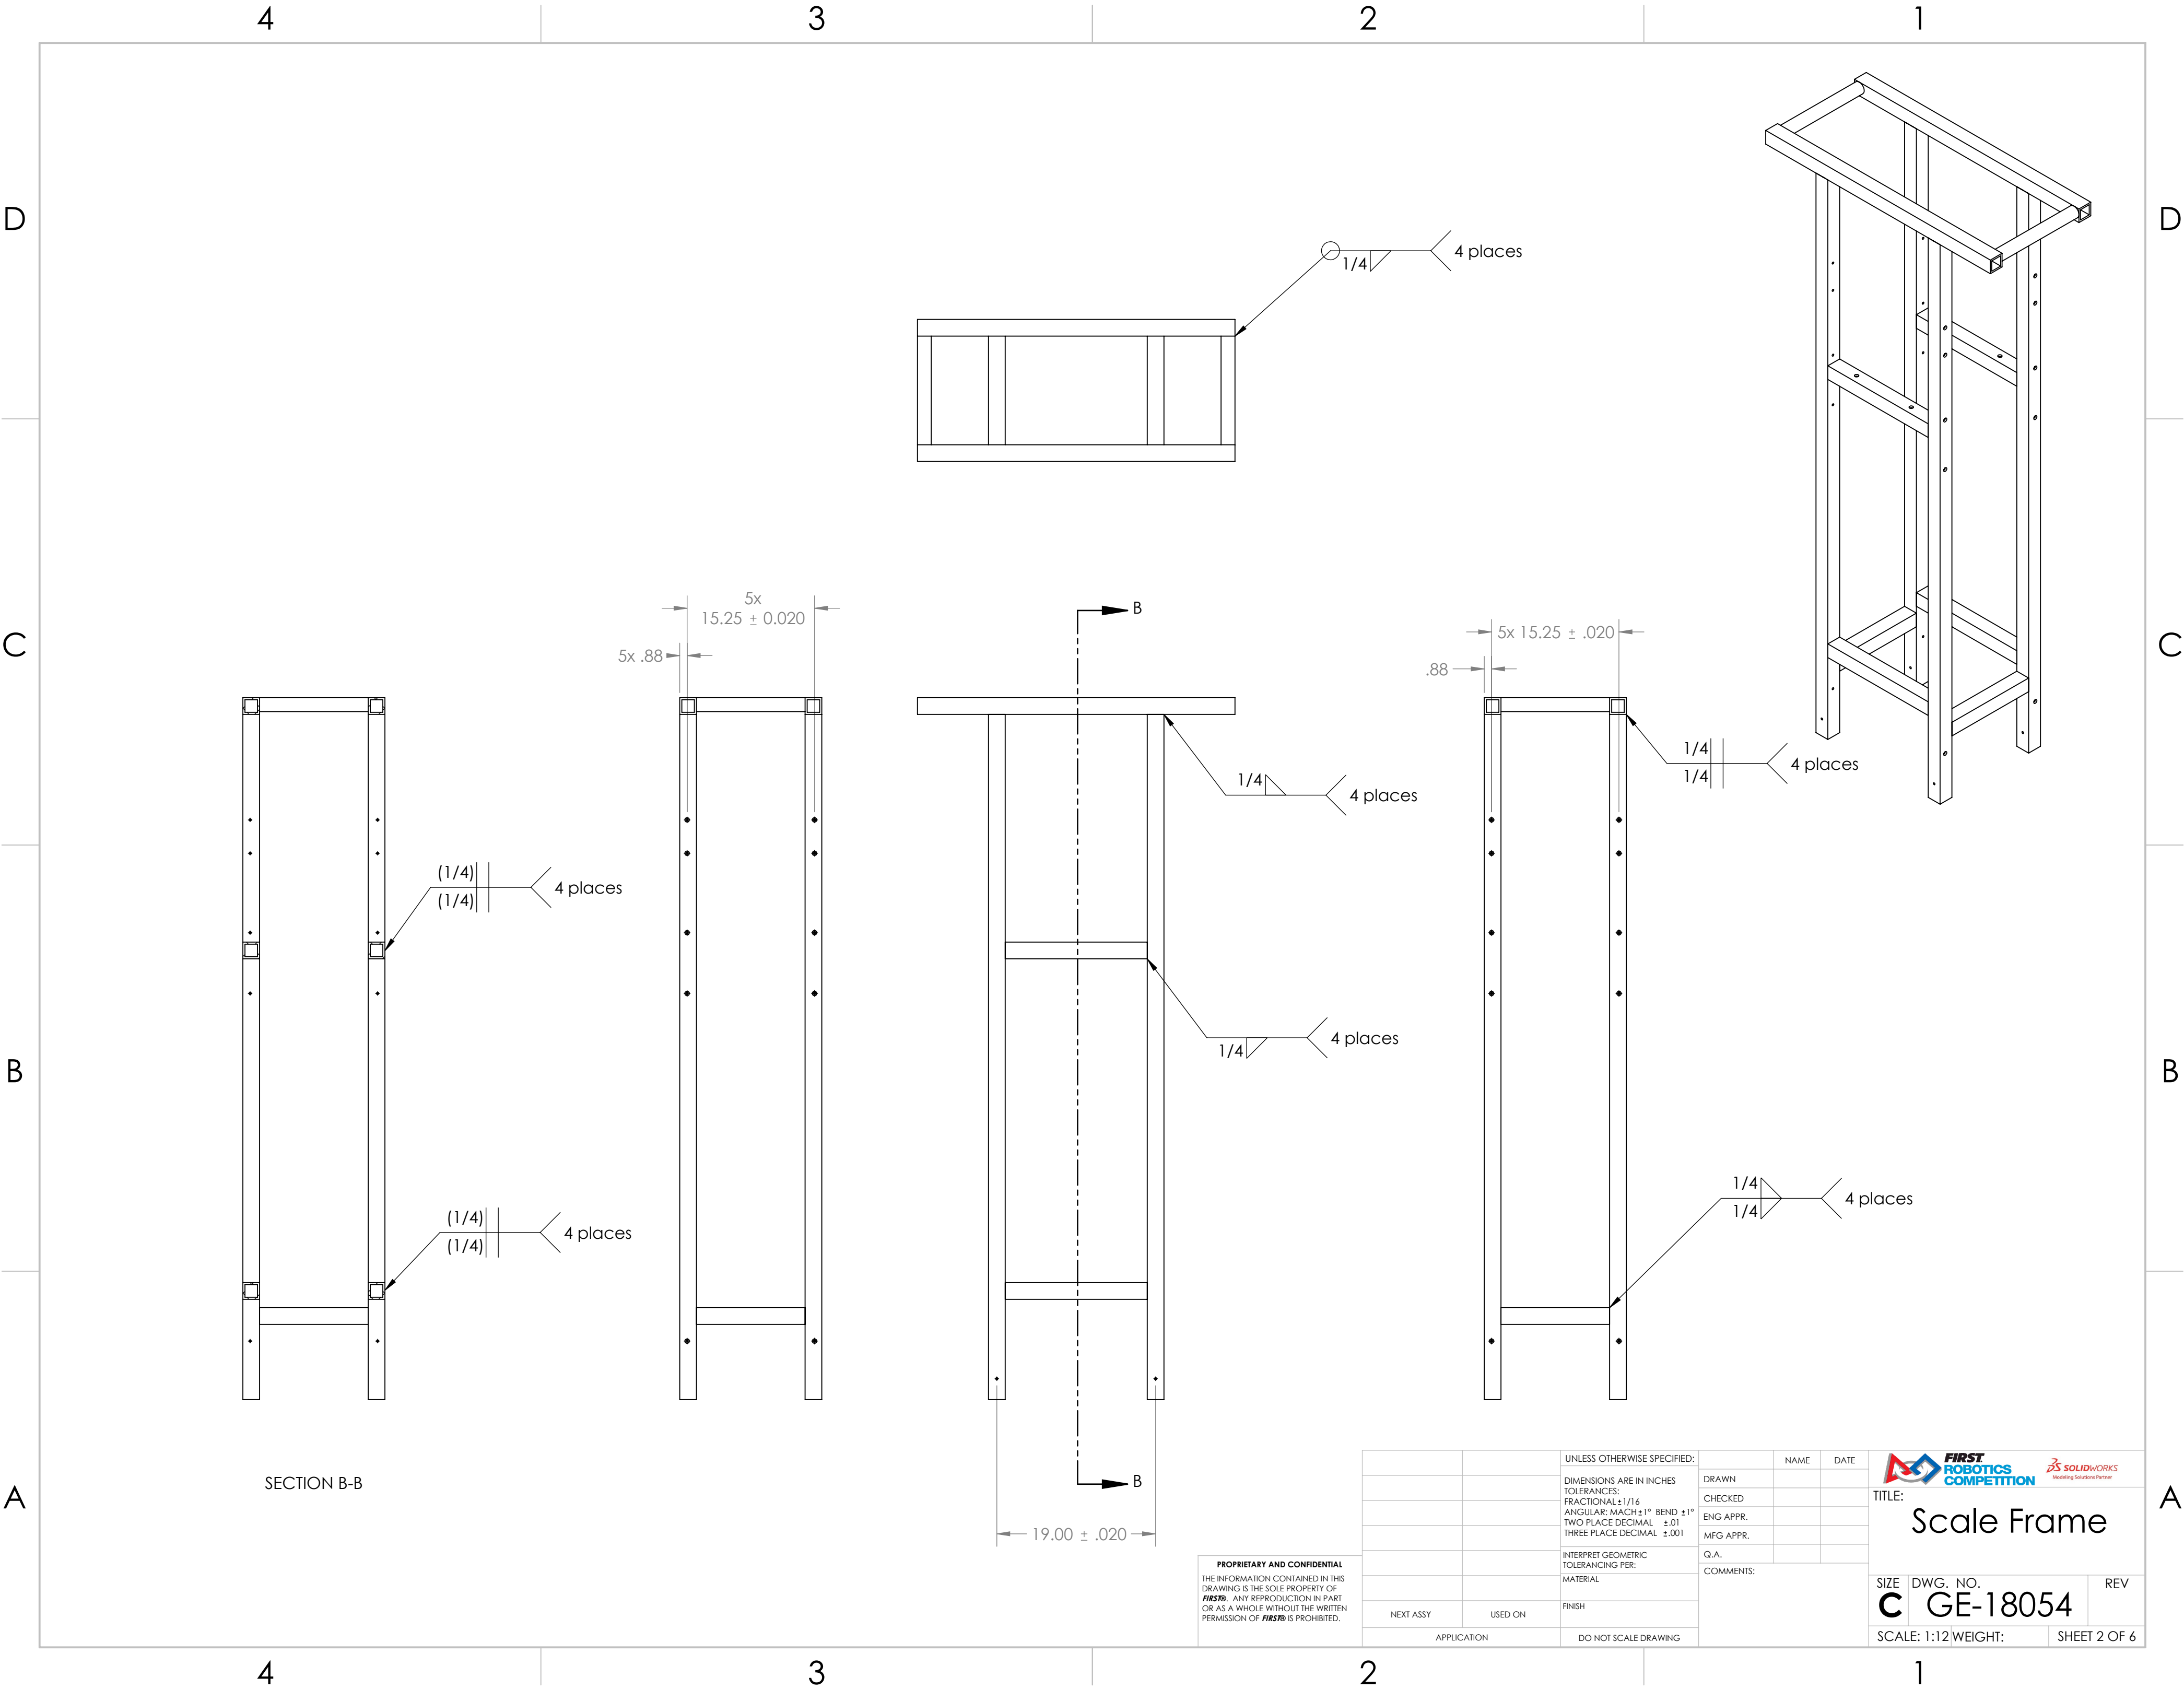 4
3
2
1
D
D
C
C
B
B
A
A
1/4
4 places
5x
15.25 ± 0.020
5x .88
B
5x 15.25 ± .020
.88
1/4
1/4
4 places
1/4
4 places
(1/4)
(1/4)
4 places
1/4
4 places
1/4
1/4
4 places
(1/4)
(1/4)
4 places
B
SECTION B-B
19.00 ± .020
PROPRIETARY AND CONFIDENTIAL
THE INFORMATION CONTAINED IN THIS
DRAWING IS THE SOLE PROPERTY OF
FIRST®. ANY REPRODUCTION IN PART
OR AS A WHOLE WITHOUT THE WRITTEN
PERMISSION OF FIRST® IS PROHIBITED.
NEXT ASSY
USED ON
APPLICATION
UNLESS OTHERWISE SPECIFIED:
DIMENSIONS ARE IN INCHES
TOLERANCES:
FRACTIONAL ± 1/16
ANGULAR: MACH ± 1° BEND ± 1°
TWO PLACE DECIMAL ± .01
THREE PLACE DECIMAL ± .001
INTERPRET GEOMETRIC
TOLERANCING PER:
MATERIAL
FINISH
DO NOT SCALE DRAWING
NAME
DATE
DRAWN
CHECKED
ENG APPR.
MFG APPR.
Q.A.
COMMENTS:
FIRST
ROBOTICS
COMPETITION
SOLIDWORKS
Modeling Solutions Partner
TITLE:
Scale Frame
SIZE
DWG. NO.
REV
C
GE-18054
SCALE: 1:12
WEIGHT:
SHEET 2 OF 6
4
3
2
1